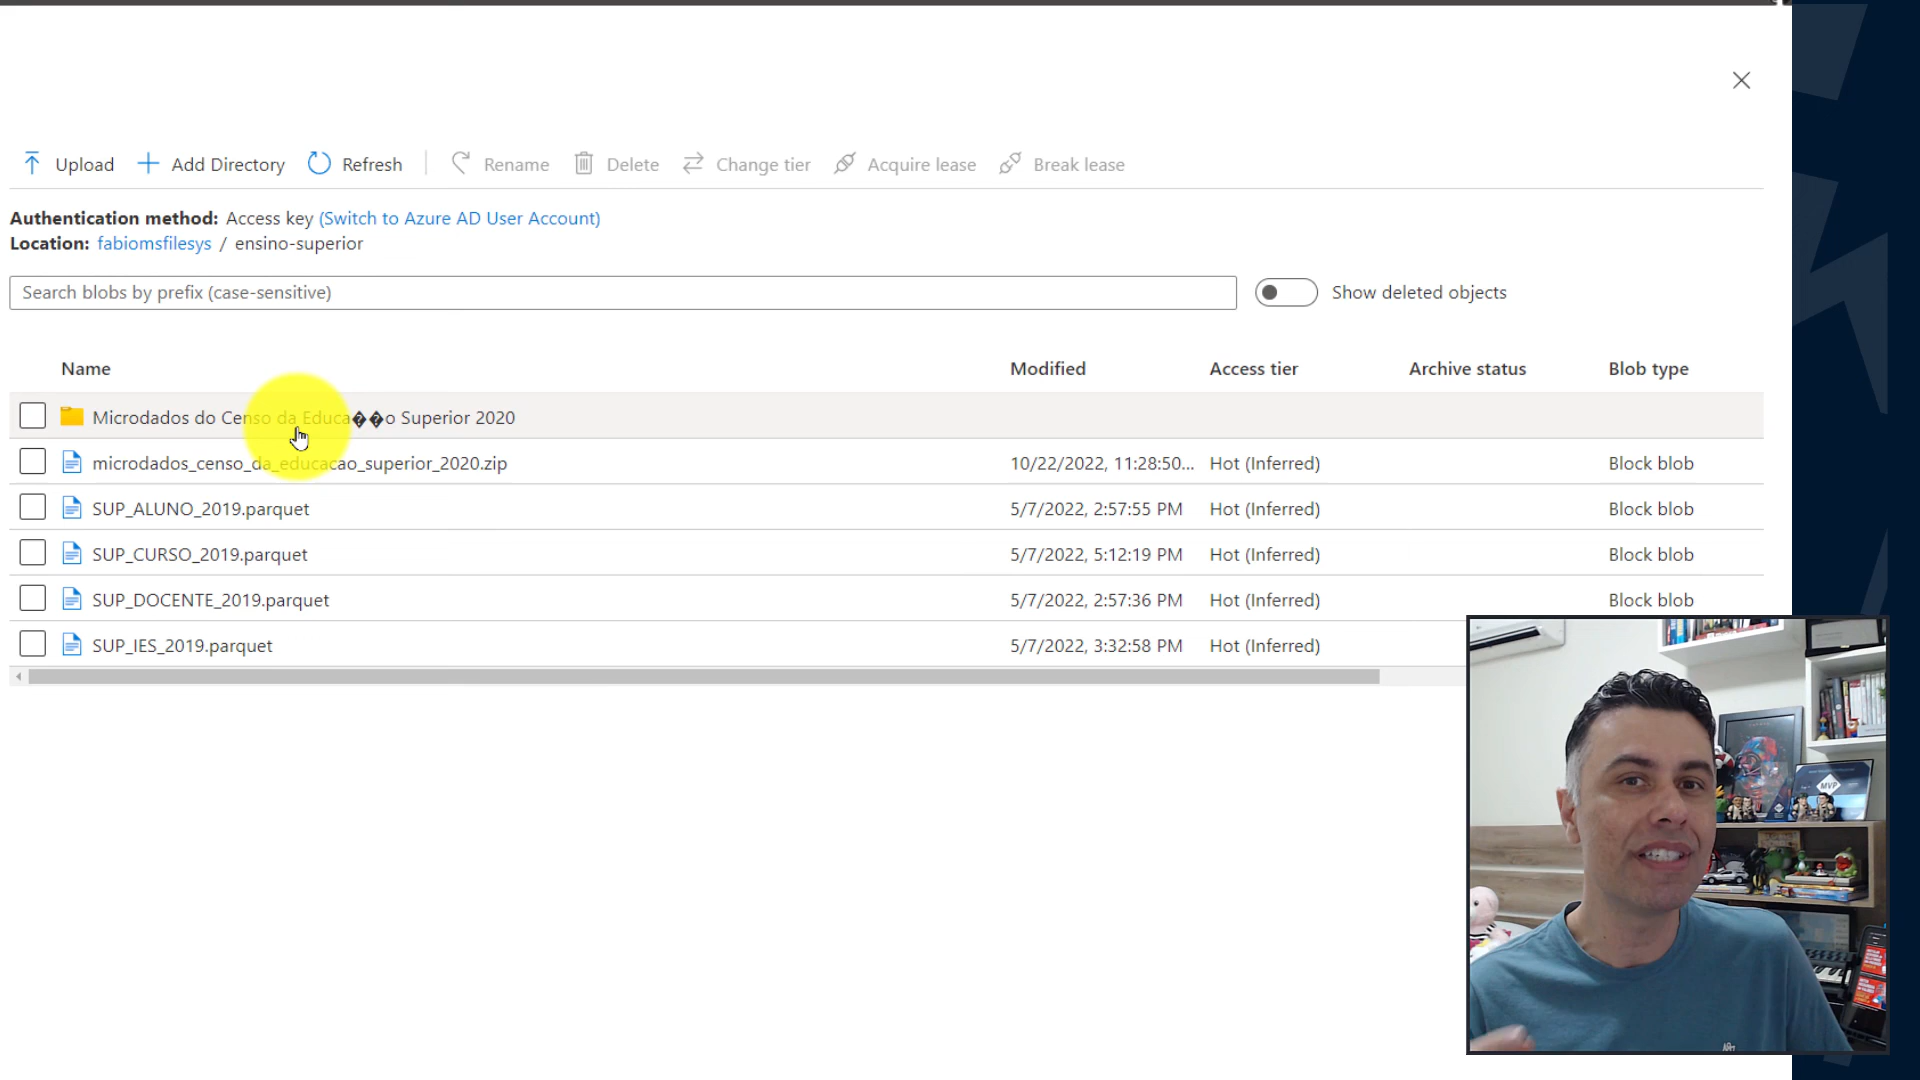 Upload Add Directory Refresh Rename Delete Change tier Acquire lease Break lease
Authentication method: Access key (Switch to Azure AD User Account)
Location: fabiomsfilesys / ensino-superior
Search blobs by prefix (case-sensitive) Show deleted objects
Name Modified Access tier Archive status Blob type
Microdados do Censo da Educa��o Superior 2020
microdados_censo_da_educacao_superior_2020.zip 10/22/2022, 11:28:50... Hot (Inferred) Block blob
SUP_ALUNO_2019.parquet 5/7/2022, 2:57:55 PM Hot (Inferred) Block blob
SUP_CURSO_2019.parquet 5/7/2022, 5:12:19 PM Hot (Inferred) Block blob
SUP_DOCENTE_2019.parquet 5/7/2022, 2:57:36 PM Hot (Inferred) Block blob
SUP_IES_2019.parquet 5/7/2022, 3:32:58 PM Hot (Inferred)
MVP